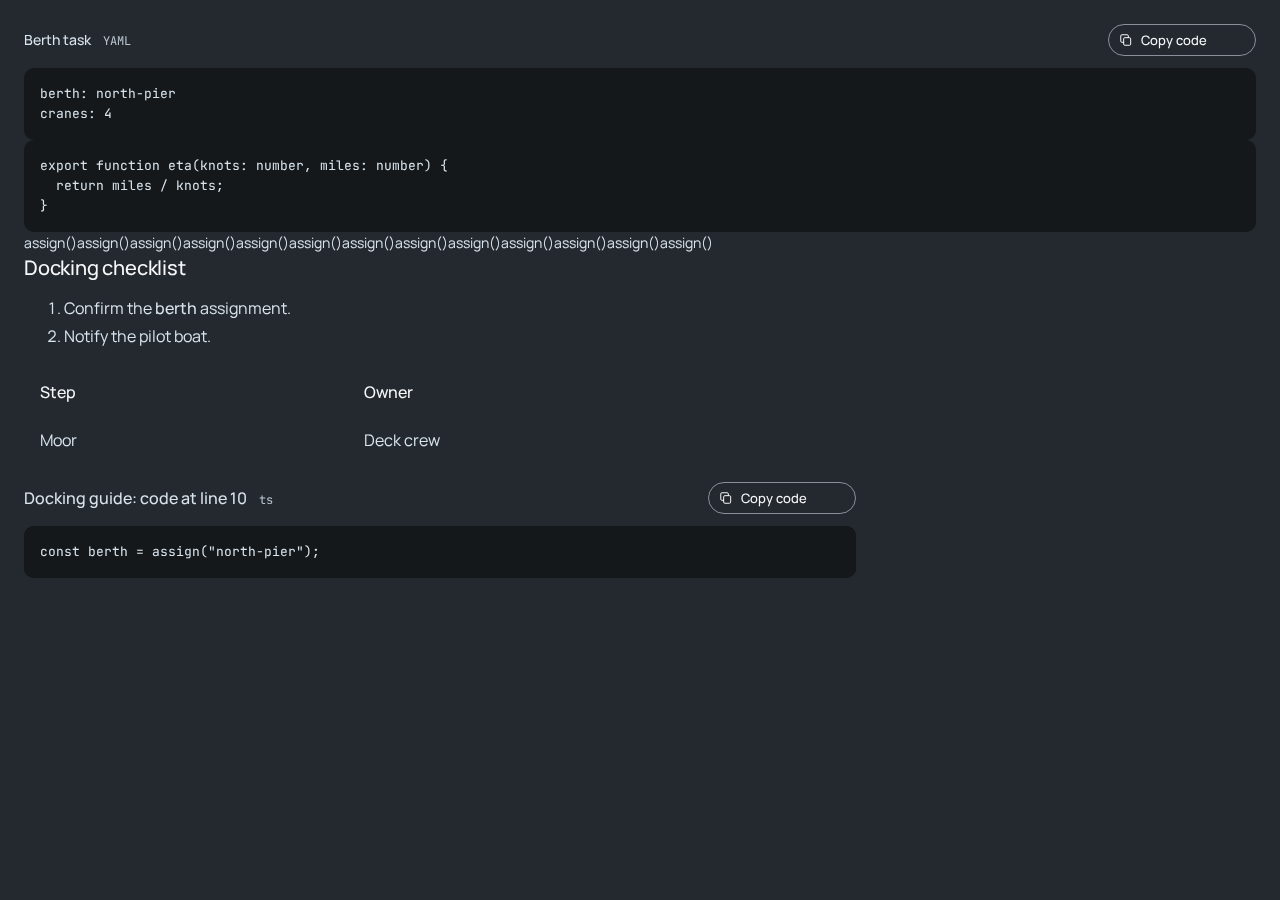 Berth task YAML Copy code
berth: north-pier
cranes: 4
export function eta(knots: number, miles: number) {
  return miles / knots;
}
assign()assign()assign()assign()assign()assign()assign()assign()assign()assign()assign()assign()assign()
Docking checklist
1. Confirm the berth assignment.
2. Notify the pilot boat.
Step Owner
Moor Deck crew
Docking guide: code at line 10 ts Copy code
const berth = assign("north-pier");